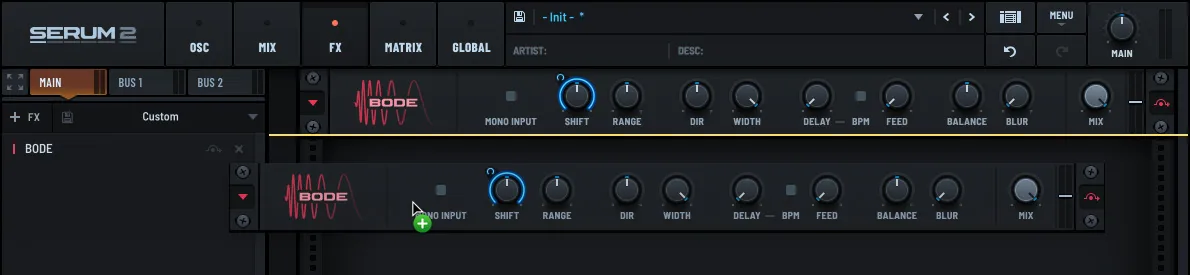 SERUM 2
OSC
MIX
FX
MATRIX
GLOBAL
- Init - *
ARTIST:
DESC:
MENU
MAIN
MAIN
BUS 1
BUS 2
+ FX
Custom
BODE
BODE
MONO INPUT
SHIFT
RANGE
DIR
WIDTH
DELAY —
BPM
FEED
BALANCE
BLUR
MIX
BODE
NO INPUT
SHIFT
RANGE
DIR
WIDTH
DELAY —
BPM
FEED
BALANCE
BLUR
MIX